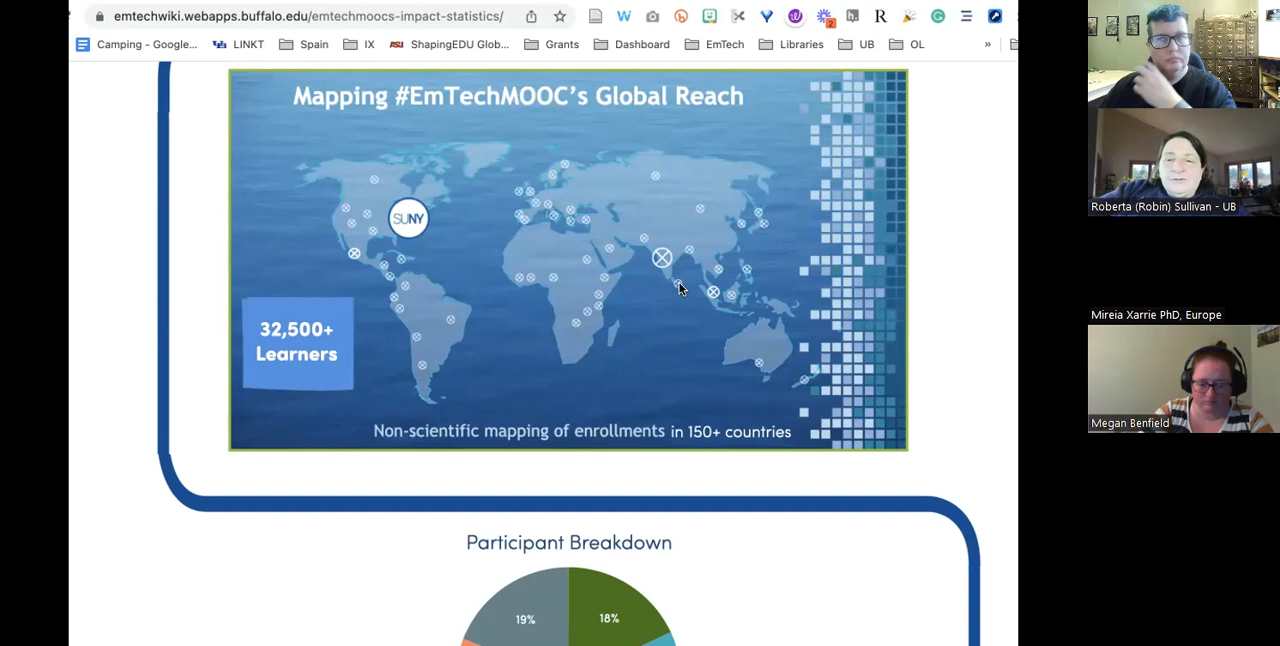 emtechwiki.webapps.buffalo.edu/emtechmoocs-impact-statistics/
Camping - Google...
LINKT
Spain
IX
ASU
ShapingEDU Glob...
Grants
Dashboard
EmTech
Libraries
UB
OL
»
Mapping #EmTechMOOC's Global Reach
SUNY
32,500+
Learners
Non-scientific mapping of enrollments in 150+ countries
Participant Breakdown
19%
18%
Roberta (Robin) Sullivan - UB
Mireia Xarrie PhD, Europe
Megan Benfield